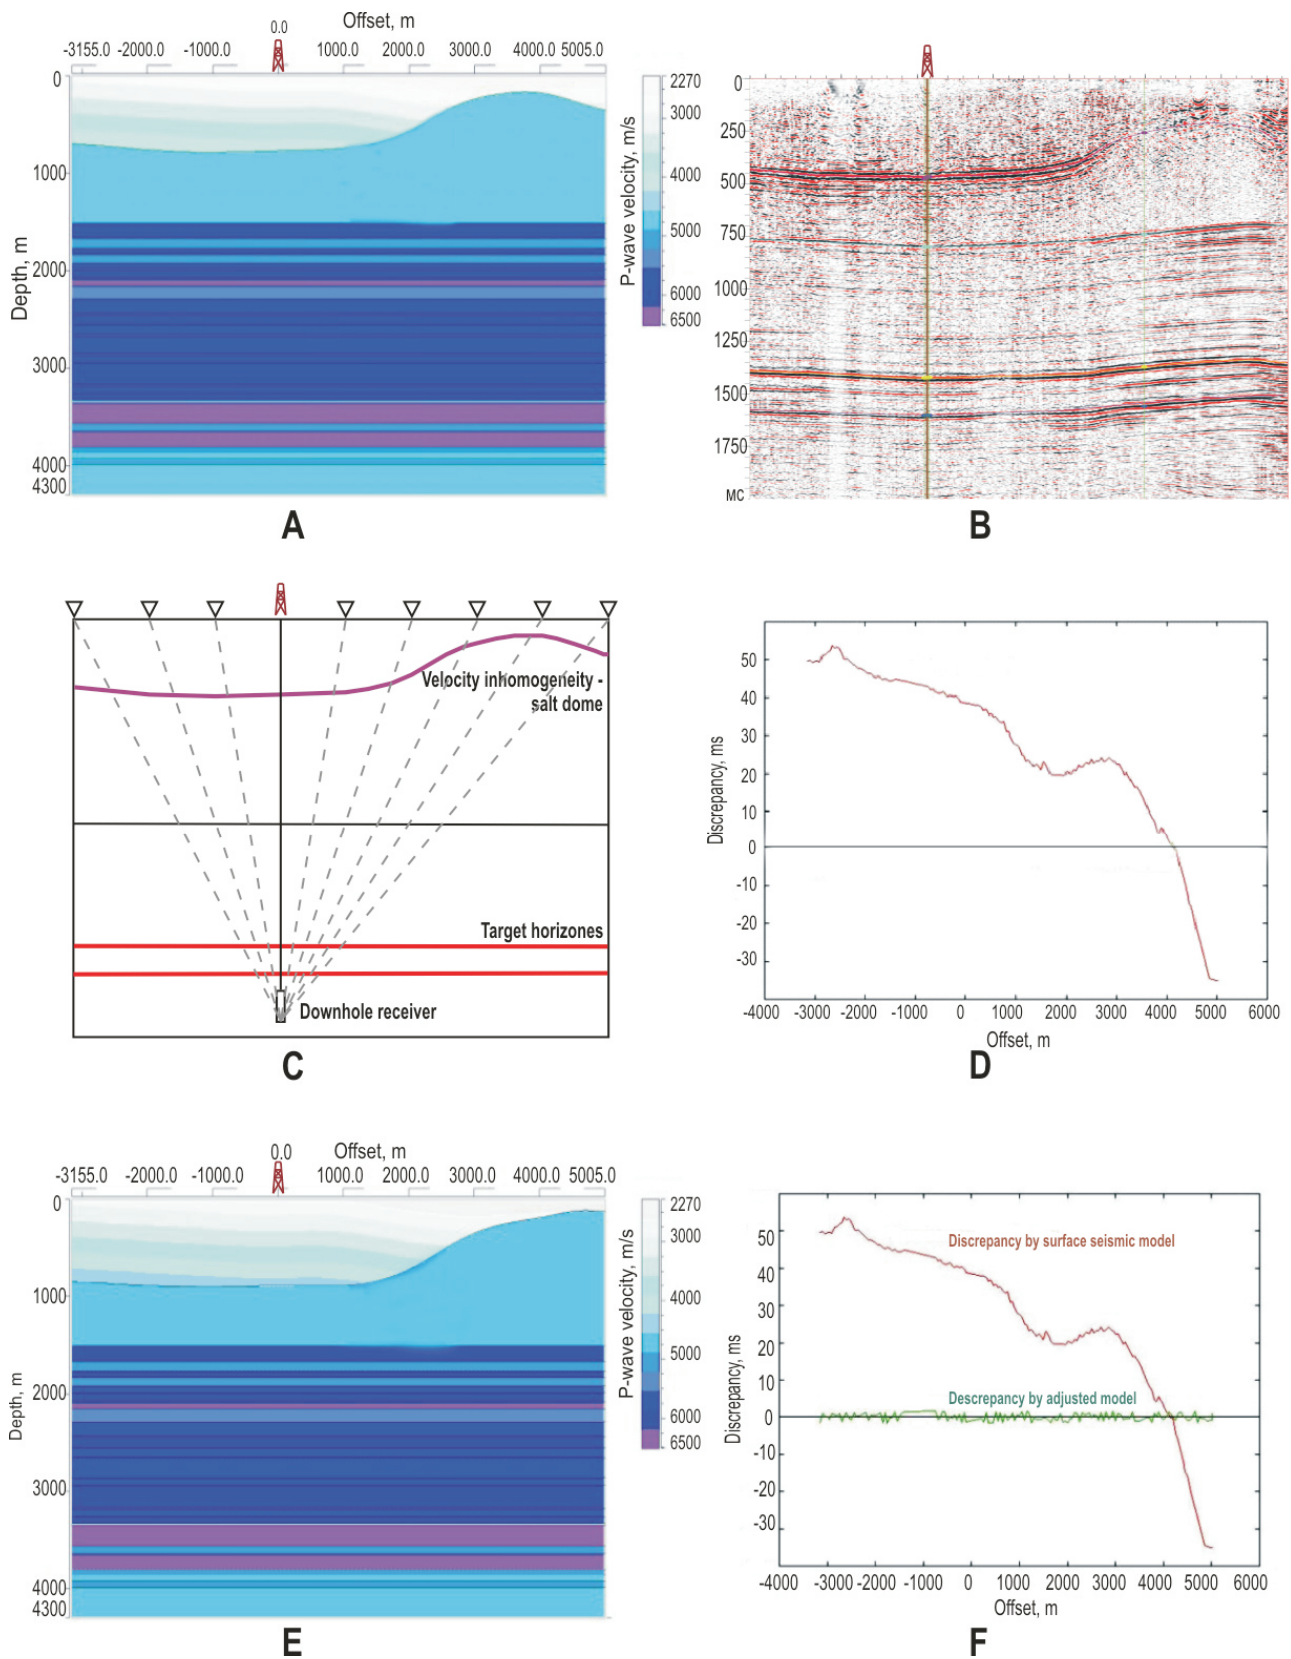 0.0
Offset, m
-3155.0 -2000.0 -1000.0 1000.0 2000.0 3000.0 4000.0 5005.0
0
1000
2000
3000
4000
4300
Depth, m
2270
3000
4000
5000
6000
6500
P-wave velocity, m/s
A
0
250
500
750
1000
1250
1500
1750
MC
B
Velocity inhomogeneity -
salt dome
Target horizones
Downhole receiver
C
50
40
30
20
10
0
-10
-20
-30
Discrepancy, ms
-4000 -3000 -2000 -1000 0 1000 2000 3000 4000 5000 6000
Offset, m
D
0.0
Offset, m
-3155.0 -2000.0 -1000.0 1000.0 2000.0 3000.0 4000.0 5005.0
0
1000
2000
3000
4000
4300
Depth, m
2270
3000
4000
5000
6000
6500
P-wave velocity, m/s
E
50
40
30
20
10
0
-10
-20
-30
Discrepancy, ms
Discrepancy by surface seismic model
Descrepancy by adjusted model
-4000 -3000 -2000 -1000 0 1000 2000 3000 4000 5000 6000
Offset, m
F